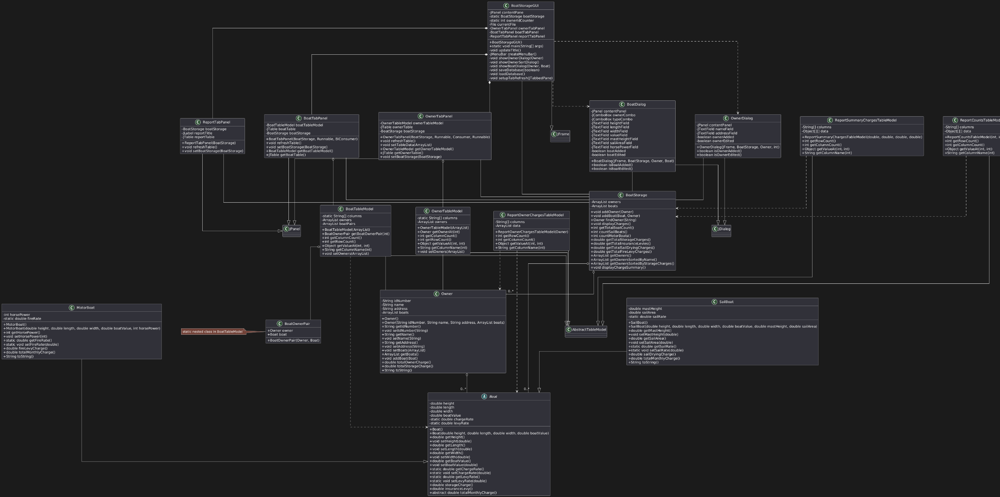 BoatStorageGUI
-JPanel contentPane
-static BoatStorage boatStorage
-static int ownerIdCounter
-File currentFile
-OwnerTabPanel ownerTabPanel
-BoatTabPanel boatTabPanel
-ReportTabPanel reportTabPanel
+BoatStorageGUI()
+static void main(String[] args)
-void updateTitle()
-JMenuBar createMenuBar()
-void showOwnerDialog(Owner)
-void showOwnerSortDialog()
-void showBoatDialog(Owner, Boat)
-void saveDatabase(boolean)
-void loadDatabase()
-void setupTabRefresh(JTabbedPane)
ReportTabPanel
-BoatStorage boatStorage
-JLabel reportTitle
-JTable reportTable
+ReportTabPanel(BoatStorage)
+void refreshTable()
+void setBoatStorage(BoatStorage)
BoatTabPanel
-BoatTableModel boatTableModel
-JTable boatTable
-BoatStorage boatStorage
+BoatTabPanel(BoatStorage, Runnable, BiConsumer)
+void refreshTable()
+void setBoatStorage(BoatStorage)
+BoatTableModel getBoatTableModel()
+JTable getBoatTable()
OwnerTabPanel
-OwnerTableModel ownerTableModel
-JTable ownerTable
-BoatStorage boatStorage
+OwnerTabPanel(BoatStorage, Runnable, Consumer, Runnable)
+void refreshTable()
+void setTableData(ArrayList)
+OwnerTableModel getOwnerTableModel()
+JTable getOwnerTable()
+void setBoatStorage(BoatStorage)
JFrame
BoatDialog
-JPanel contentPanel
-JComboBox ownerCombo
-JComboBox typeCombo
-JTextField heightField
-JTextField lengthField
-JTextField widthField
-JTextField valueField
-JTextField mastHeightField
-JTextField sailAreaField
-JTextField horsePowerField
-boolean boatAdded
-boolean boatEdited
+BoatDialog(JFrame, BoatStorage, Owner, Boat)
+boolean isBoatAdded()
+boolean isBoatEdited()
OwnerDialog
-JPanel contentPanel
-JTextField nameField
-JTextField addressField
-boolean ownerAdded
-boolean ownerEdited
+OwnerDialog(JFrame, BoatStorage, Owner, int)
+boolean isOwnerAdded()
+boolean isOwnerEdited()
ReportSummaryChargesTableModel
-String[] columns
-Object[][] data
+ReportSummaryChargesTableModel(double, double, double, double)
+int getRowCount()
+int getColumnCount()
+Object getValueAt(int, int)
+String getColumnName(int)
ReportCountsTableMod
-String[] columns
-Object[][] data
+ReportCountsTableModel(int, i
+int getRowCount()
+int getColumnCount()
+Object getValueAt(int, int)
+String getColumnName(int)
BoatTableModel
-static String[] columns
-ArrayList owners
-ArrayList boatPairs
+BoatTableModel(ArrayList)
+BoatOwnerPair getBoatOwnerPair(int)
+int getColumnCount()
+int getRowCount()
+Object getValueAt(int, int)
+String getColumnName(int)
+void setOwners(ArrayList)
JPanel
OwnerTableModel
-static String[] columns
-ArrayList owners
+OwnerTableModel(ArrayList)
+Owner getOwnerAt(int)
+int getColumnCount()
+int getRowCount()
+Object getValueAt(int, int)
+String getColumnName(int)
+void setOwners(ArrayList)
ReportOwnerChargesTableModel
-String[] columns
-ArrayList data
+ReportOwnerChargesTableModel(Owner)
+int getRowCount()
+int getColumnCount()
+Object getValueAt(int, int)
+String getColumnName(int)
BoatStorage
-ArrayList owners
-ArrayList boats
+void addOwner(Owner)
+void addBoat(Boat, Owner)
+Owner findOwner(String)
+void displayCharges()
+int getTotalBoatCount()
+int countSailBoats()
+int countMotorBoats()
+double getTotalStorageCharges()
+double getTotalInsuranceLevies()
+double getTotalSailDryingCharges()
+double getTotalFireLevyCharges()
+ArrayList getOwners()
+ArrayList getOwnersSortedByName()
+ArrayList getOwnersSortedByStorageCharges()
+void displayChargeSummary()
JDialog
MotorBoat
-int horsePower
-static double fireRate
+MotorBoat()
+MotorBoat(double height, double length, double width, double boatValue, int horsePower)
+int getHorsePower()
+void setHorsePower(int)
+static double getFireRate()
+static void setFireRate(double)
+double fireLevyCharge()
+double totalMonthlyCharge()
+String toString()
static nested class in BoatTableModel
BoatOwnerPair
+Owner owner
+Boat boat
+BoatOwnerPair(Owner, Boat)
Owner
-String idNumber
-String name
-String address
-ArrayList boats
+Owner()
+Owner(String idNumber, String name, String address, ArrayList boats)
+String getIdNumber()
+void setIdNumber(String)
+String getName()
+void setName(String)
+String getAddress()
+void setAddress(String)
+void setBoats(ArrayList)
+ArrayList getBoats()
+void addBoat(Boat)
+double totalOwnerCharge()
+double totalStorageCharge()
+String toString()
0..*
AbstractTableModel
SailBoat
-double mastHeight
-double sailArea
-static double sailRate
+SailBoat()
+SailBoat(double height, double length, double width, double boatValue, double mastHeight, double sailArea)
+double getMastHeight()
+void setMastHeight(double)
+double getSailArea()
+void setSailArea(double)
+static double getSailRate()
+static void setSailRate(double)
+double sailDryingCharge()
+double totalMonthlyCharge()
+String toString()
0..*
0..*
Boat
-double height
-double length
-double width
-double boatValue
-static double chargeRate
-static double levyRate
+Boat()
+Boat(double height, double length, double width, double boatValue)
+double getHeight()
+void setHeight(double)
+double getLength()
+void setLength(double)
+double getWidth()
+void setWidth(double)
+double getBoatValue()
+void setBoatValue(double)
+static double getChargeRate()
+static void setChargeRate(double)
+static double getLevyRate()
+static void setLevyRate(double)
+double storageCharge()
+double insuranceLevy()
+abstract double totalMonthlyCharge()